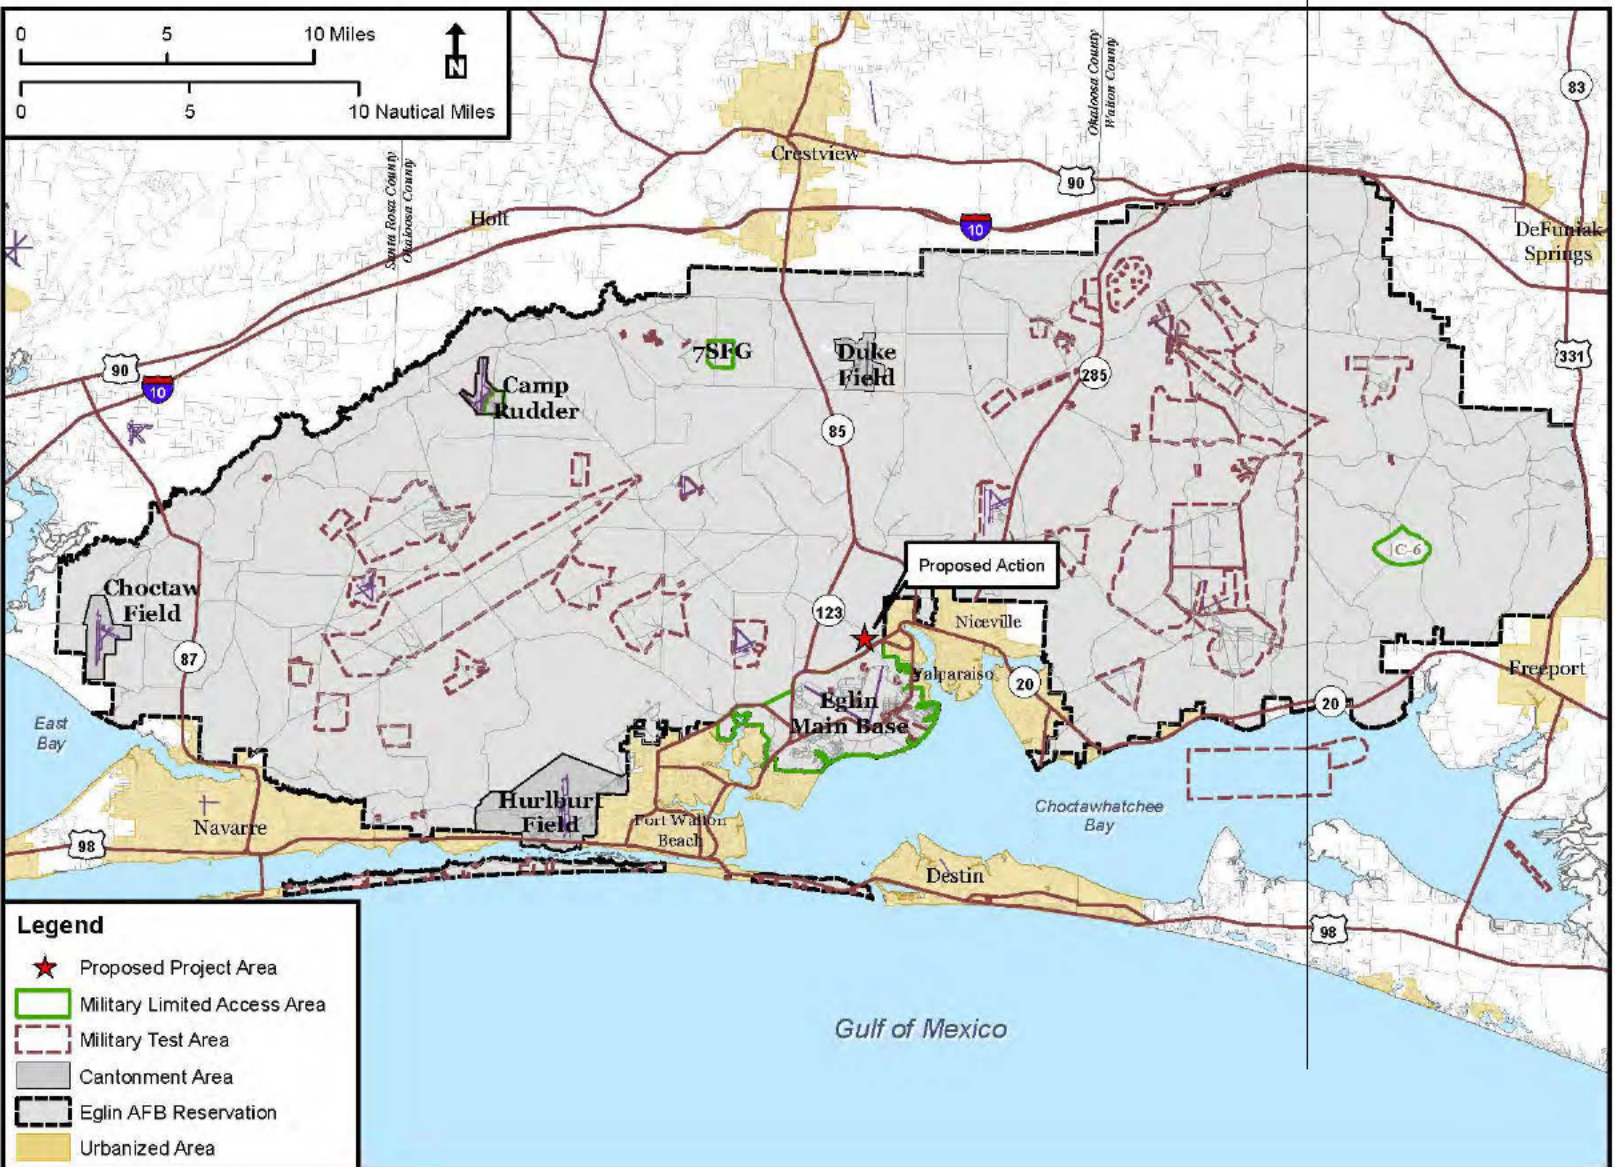 0 5 10 Miles
N
0 5 10 Nautical Miles
Okaloosa County
Walton County
83
Crestview
90
Santa Rosa County
Okaloosa County
Holt
10
DeFuniak
Springs
90
10
7SFG
Duke
Field
331
Camp
Rudder
285
85
C-6
Proposed Action
Choctaw
Field
123
Niceville
87
Valparaiso
20
Freeport
Eglin
Main Base
20
East
Bay
Hurlburt
Field
Choctawhatchee
Bay
Navarre
Fort Walton
Beach
98
Destin
98
Legend
Proposed Project Area
Military Limited Access Area
Military Test Area
Cantonment Area
Eglin AFB Reservation
Urbanized Area
Gulf of Mexico